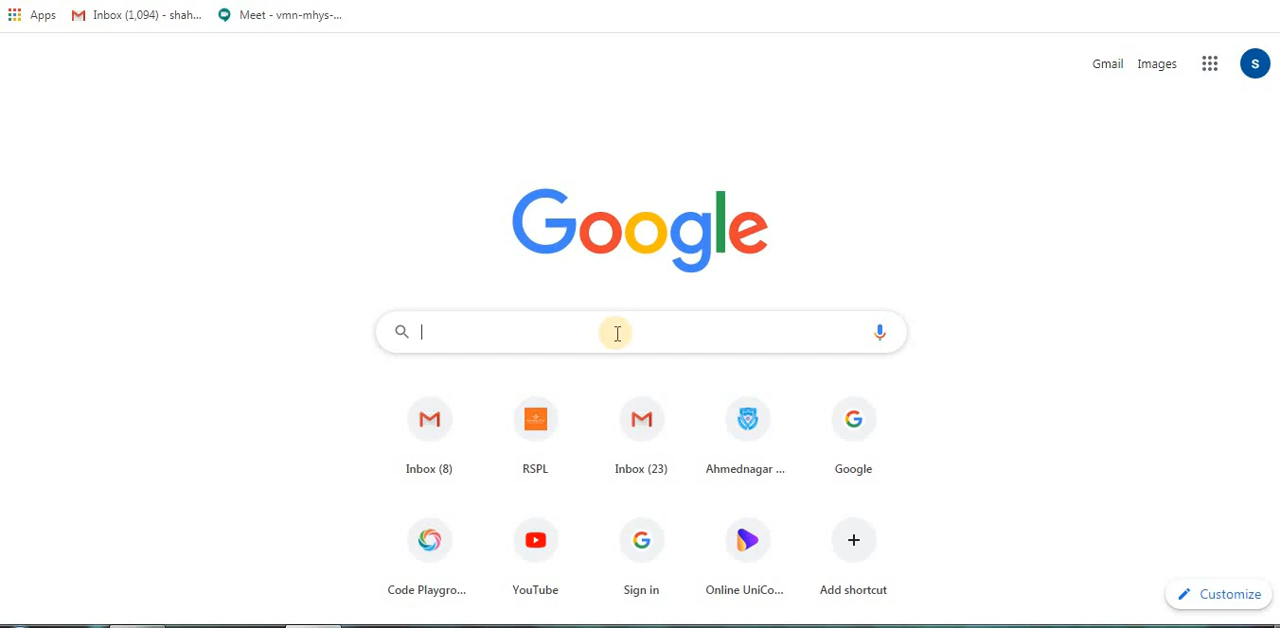 Apps Inbox (1,094) - shah... Meet - vmn-mhys-...
Gmail Images S
Google
Inbox (8) RSPL Inbox (23) Ahmednagar ... Google
Code Playgro... YouTube Sign in Online UniCo... Add shortcut
Customize